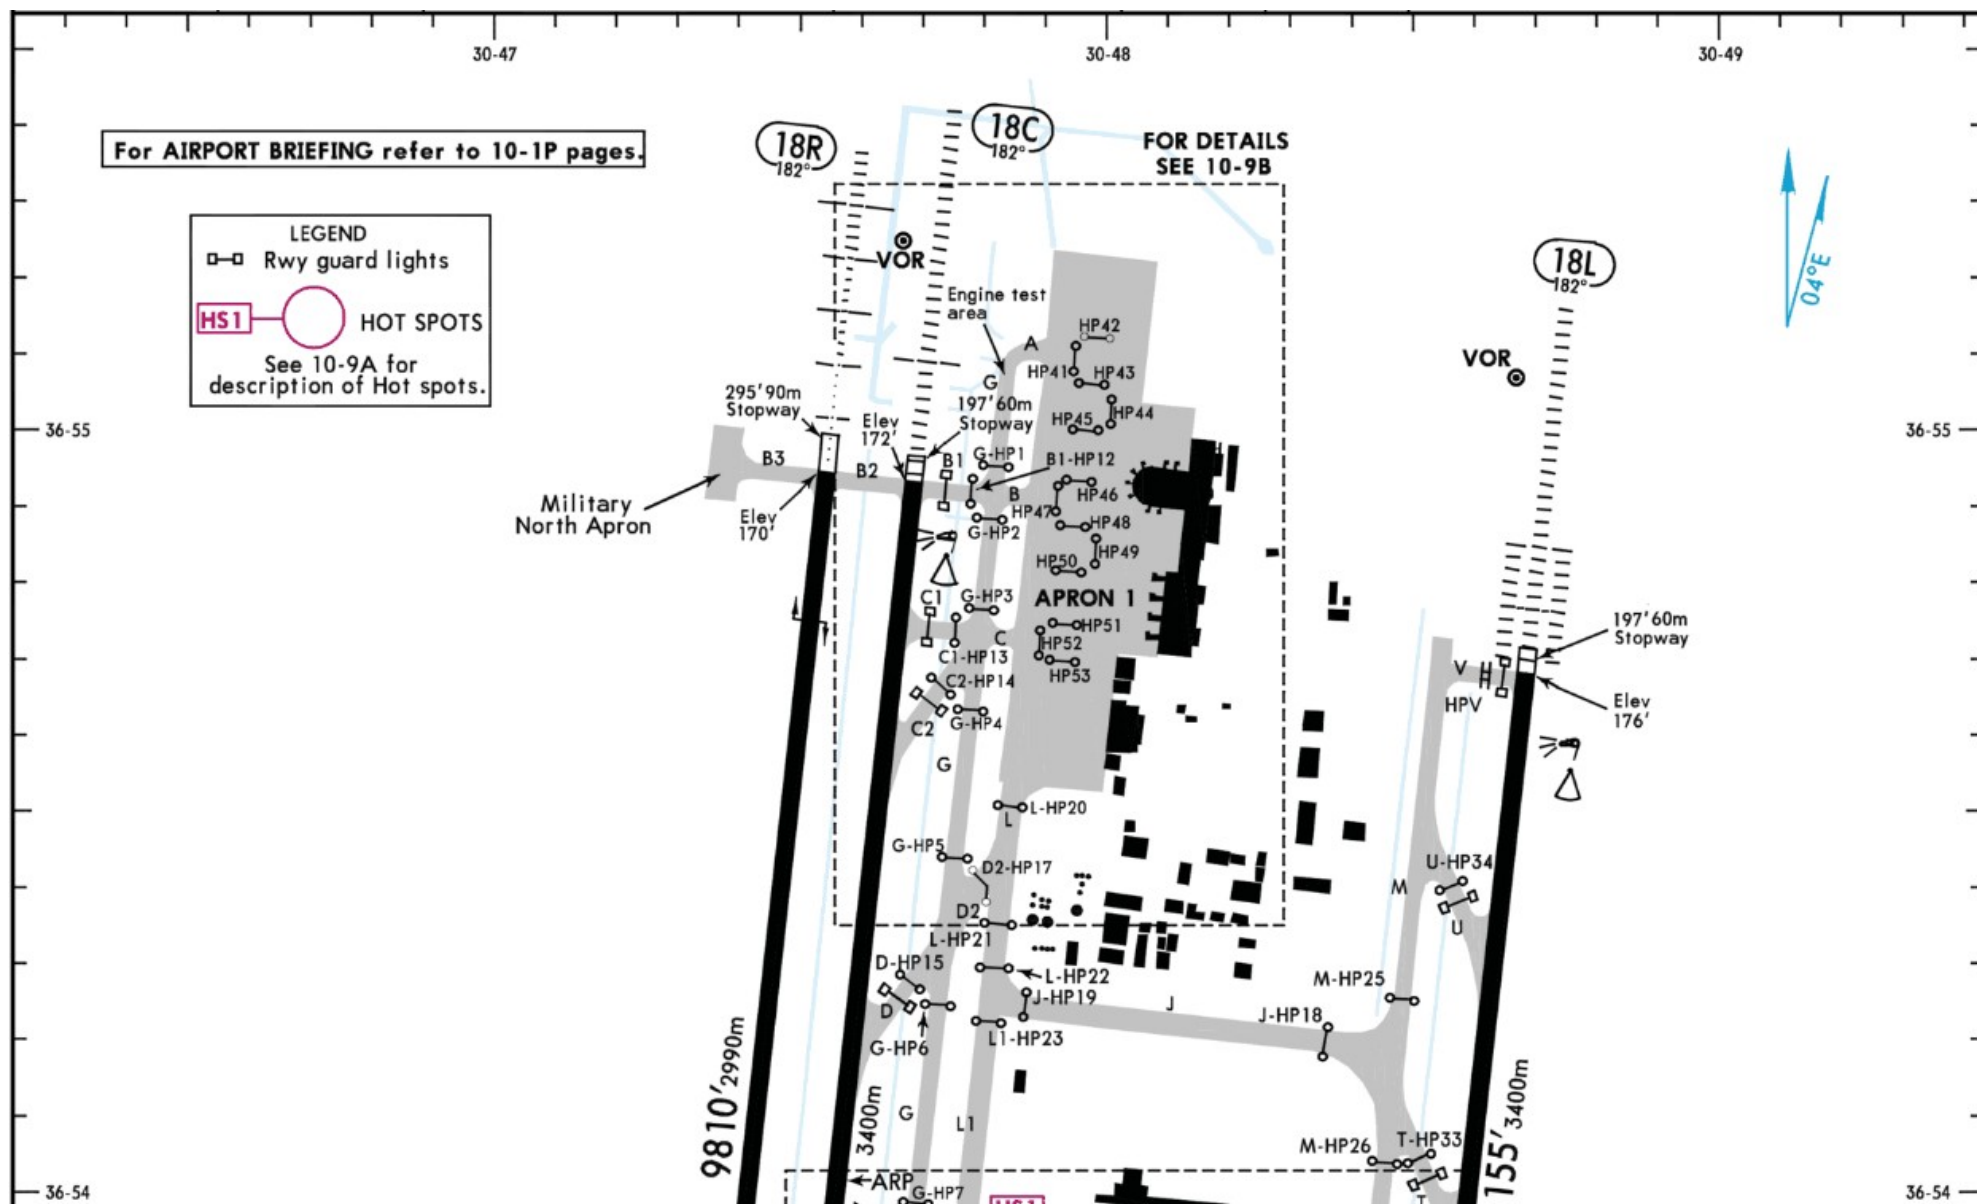 30-47
30-48
30-49
For AIRPORT BRIEFING refer to 10-1P pages.
18R
182°
18C
182°
FOR DETAILS
SEE 10-9B
LEGEND
Rwy guard lights
HS1
HOT SPOTS
See 10-9A for
description of Hot spots.
VOR
18L
182°
04°E
Engine test
area
A
HP42
HP41
HP43
VOR
G
295'90m
Stopway
197'60m
Stopway
HP44
HP45
Elev
172'
36-55
36-55
B3
B2
B1
G-HP1
B1-HP12
B
HP46
HP47
HP48
Military
North Apron
Elev
170'
G-HP2
HP49
HP50
C1
G-HP3
APRON 1
197'60m
Stopway
C
HP51
HP52
C1-HP13
HP53
C2-HP14
V
HPV
Elev
176'
C2
G-HP4
G
L-HP20
L
G-HP5
D2-HP17
U-HP34
M
D2
U
L-HP21
D-HP15
L-HP22
M-HP25
J-HP19
J
J-HP18
D
G-HP6
L1-HP23
9810'2990m
3400m
155'3400m
G
L1
M-HP26
T-HP33
ARP
G-HP7
HS1
T
36-54
36-54